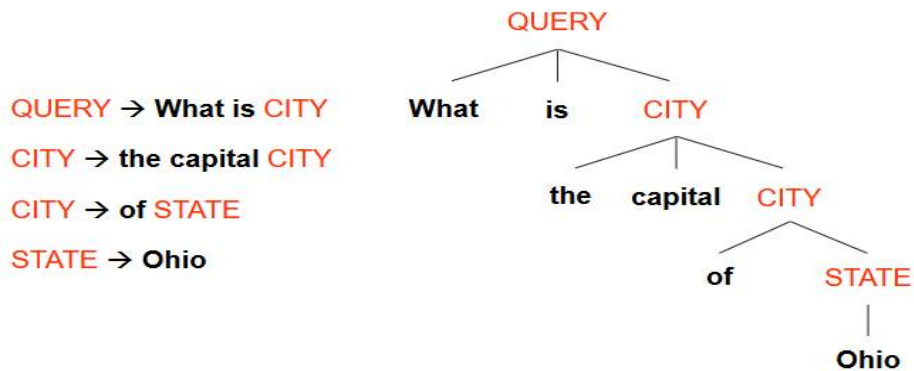 QUERY
QUERY → What is CITY
What is CITY
CITY → the capital CITY
the capital CITY
CITY → of STATE
of STATE
STATE → Ohio
Ohio